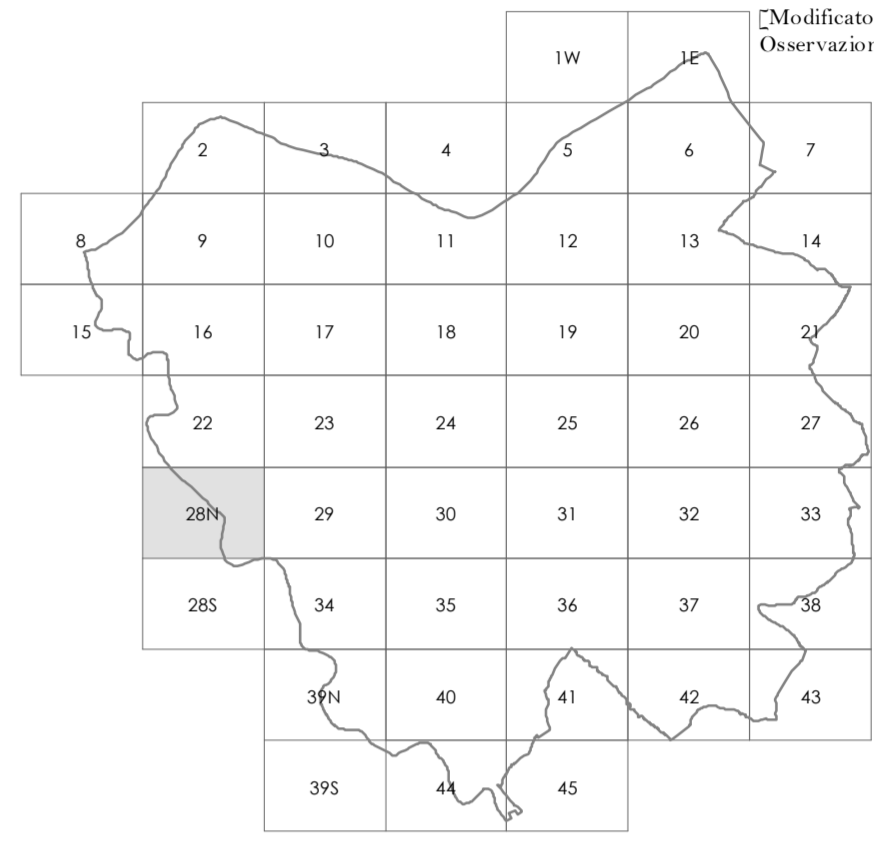 [Modificato
1W 1E
2 3 4 5 6 7
8 9 10 11 12 13 14
15 16 17 18 19 20 21
22 23 24 25 26 27
28N 29 30 31 32 33
28S 34 35 36 37 38
39N 40 41 42 43
39S 44 45